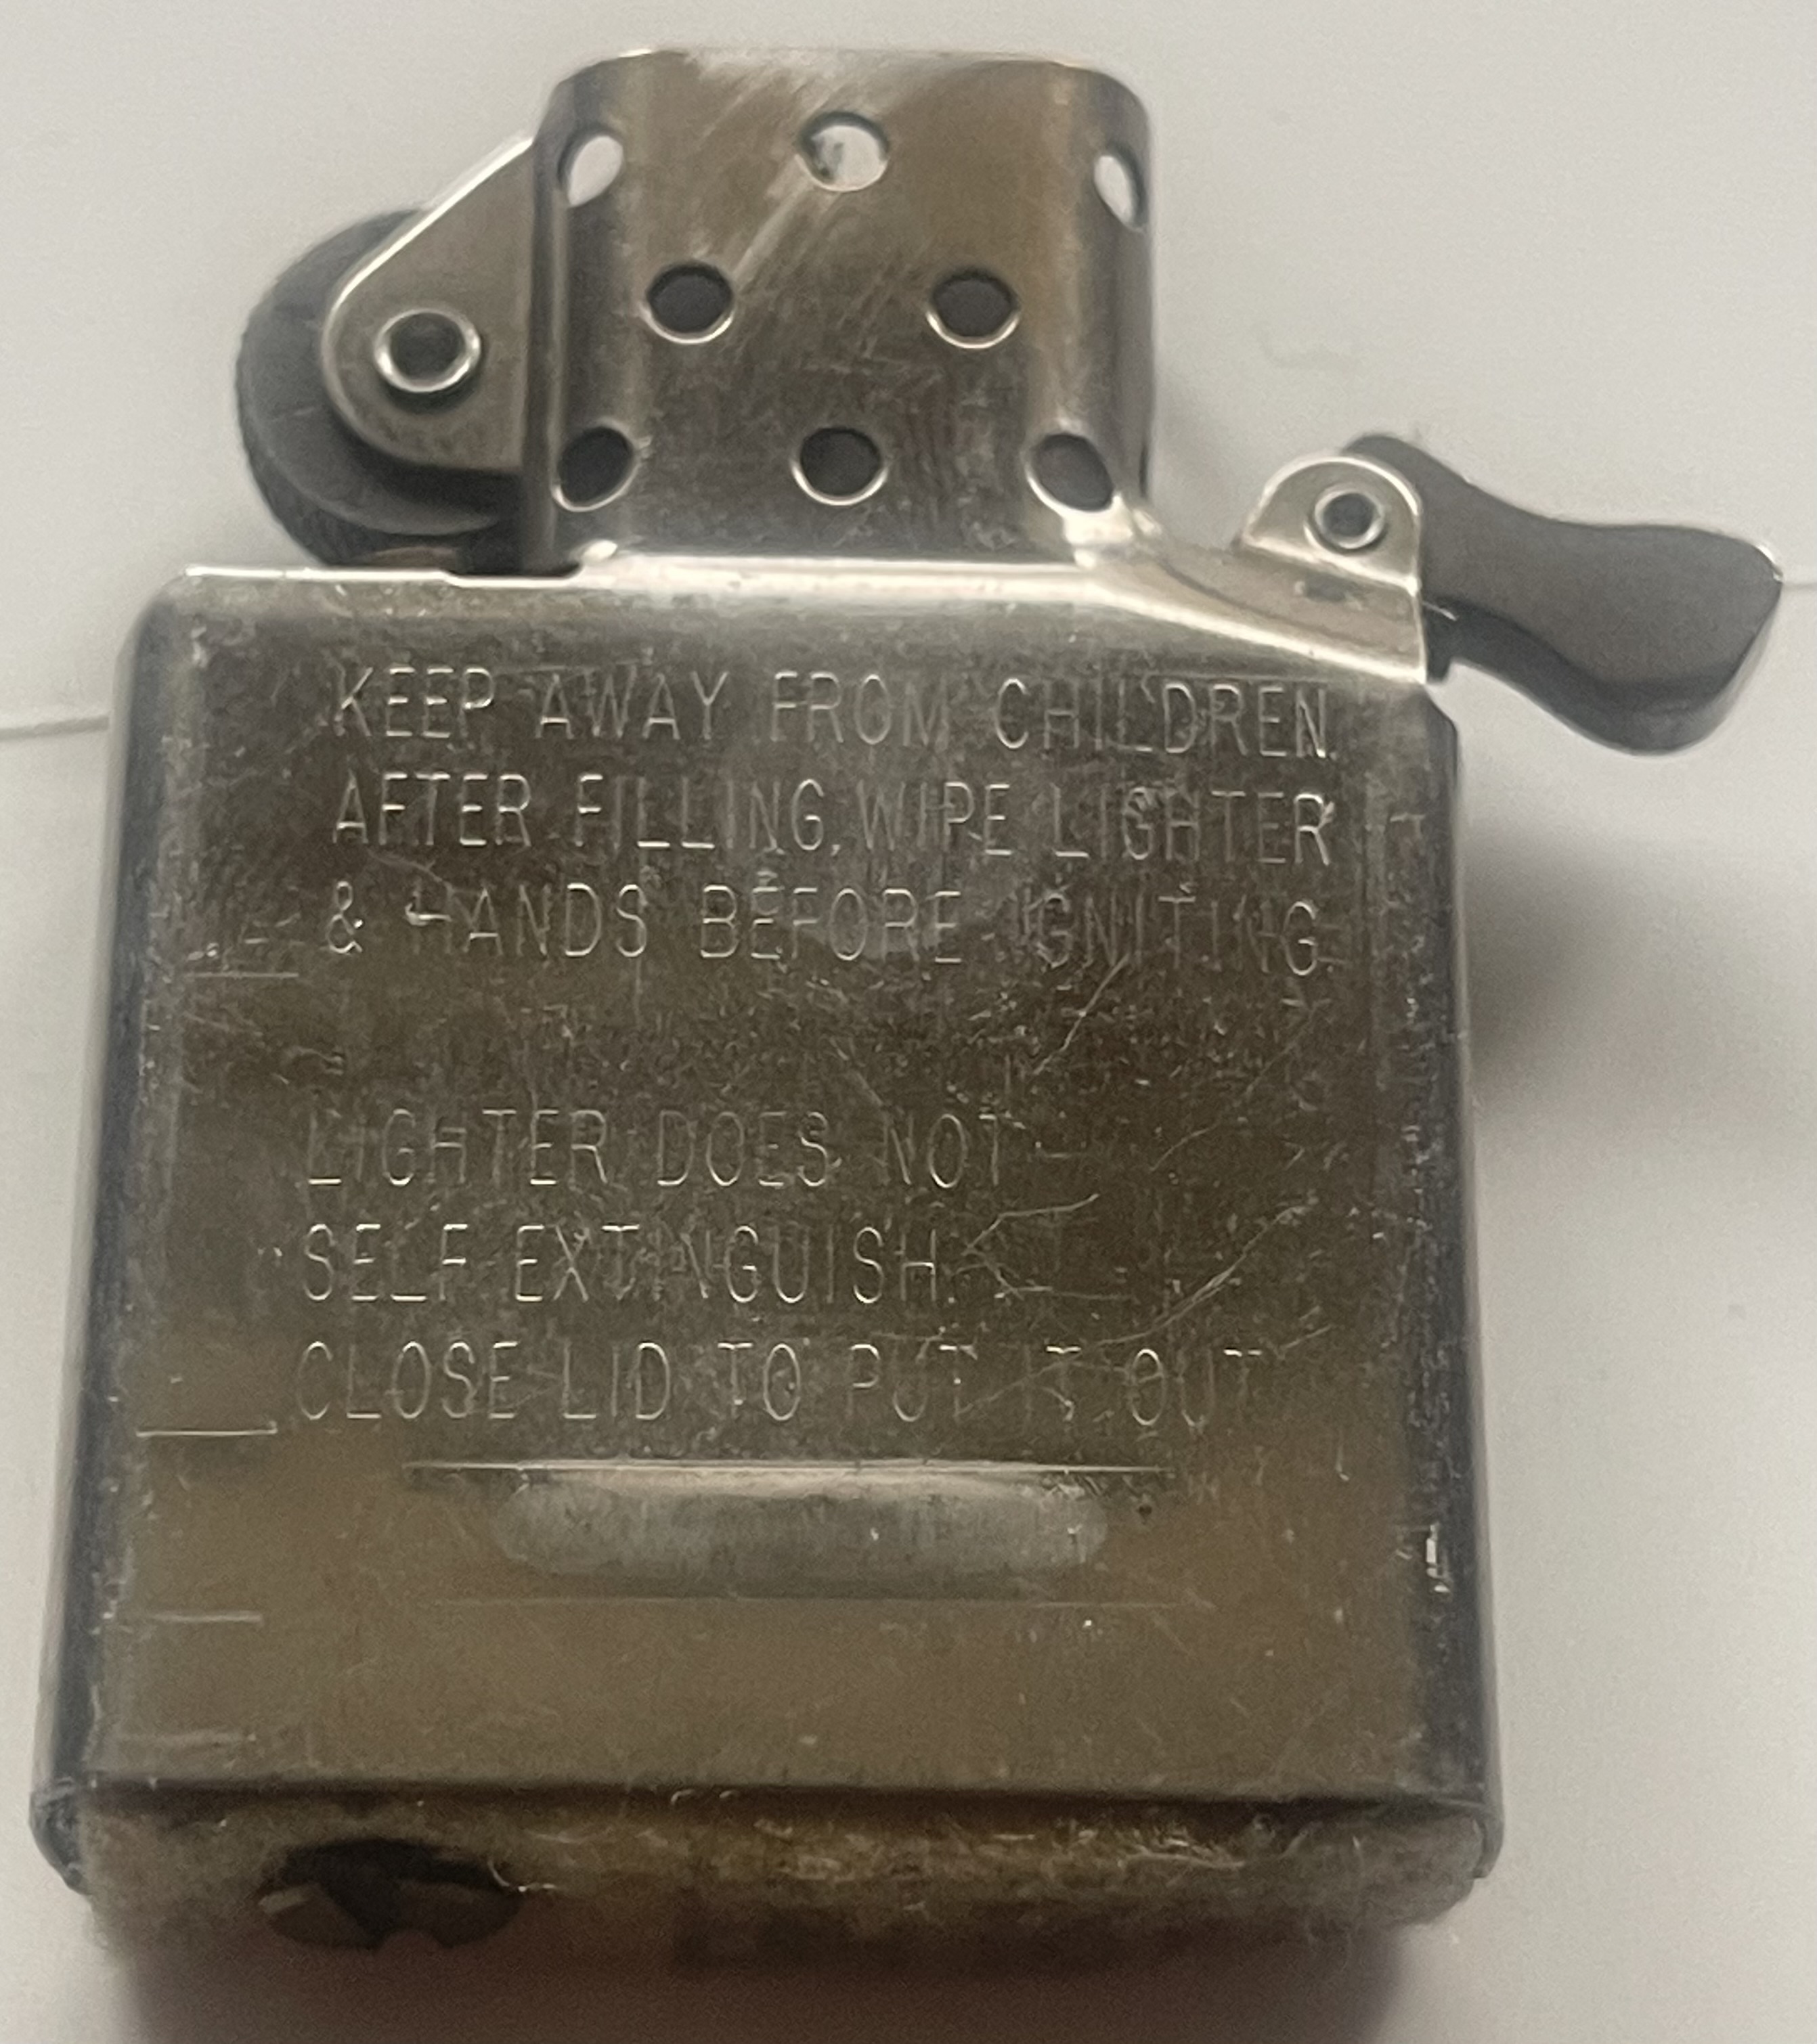 KEEP AWAY FROM CHILDREN.
AFTER FILLING, WIPE LIGHTER
& HANDS BEFORE IGNITING.
LIGHTER DOES NOT
SELF EXTINGUISH.
CLOSE LID TO PUT IT OUT